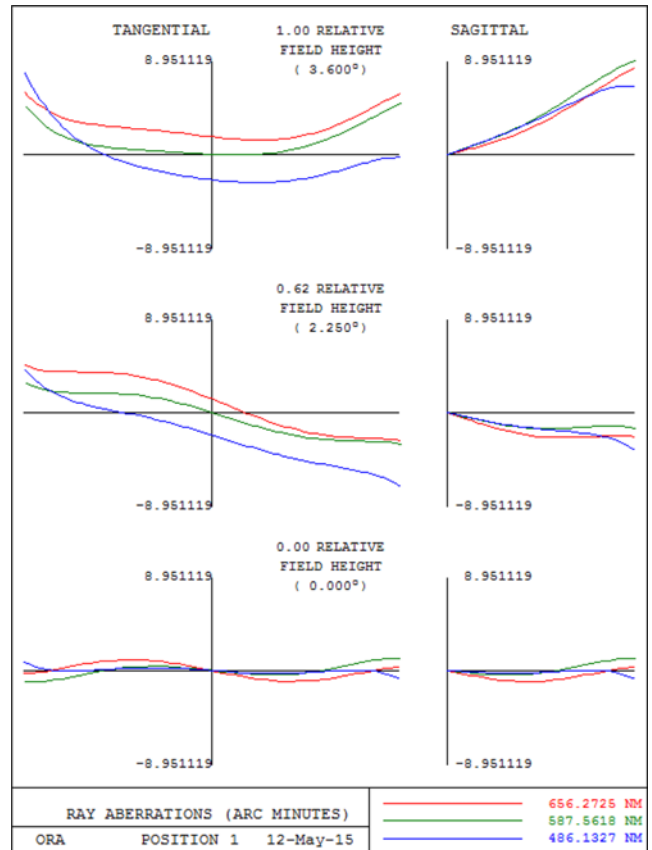 TANGENTIAL 1.00 RELATIVE SAGITTAL
FIELD HEIGHT
8.951119 ( 3.600º) 8.951119
-8.951119 -8.951119
0.62 RELATIVE
FIELD HEIGHT
8.951119 ( 2.250º) 8.951119
-8.951119 -8.951119
0.00 RELATIVE
FIELD HEIGHT
8.951119 ( 0.000º) 8.951119
-8.951119 -8.951119
RAY ABERRATIONS (ARC MINUTES)
ORA POSITION 1 12-May-15
656.2725 NM
587.5618 NM
486.1327 NM